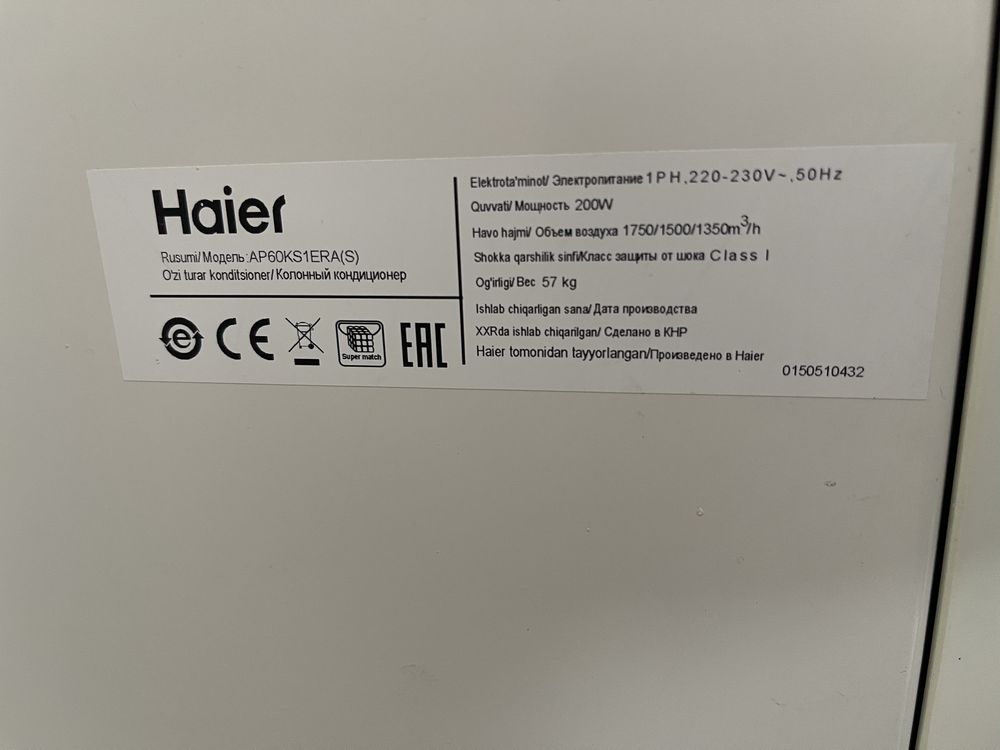 Haier
Rusumi/ Модель:AP60KS1ERA(S)
O'zi turar konditsioner/ Колонный кондиционер
Super match
EAC
Elektrota'minot/ Электропитание 1PH,220-230V~,50Hz
Quvvati/ Мощность 200W
Havo hajmi/ Объем воздуха 1750/1500/1350m³/h
Shokka qarshilik sinfi/Класс защиты от шока Class I
Og'irligi/ Вес 57 kg
Ishlab chiqarligan sana/ Дата производства
XXRda ishlab chiqarilgan/ Сделано в КНР
Haier tomonidan tayyorlangan/Произведено в Haier
0150510432